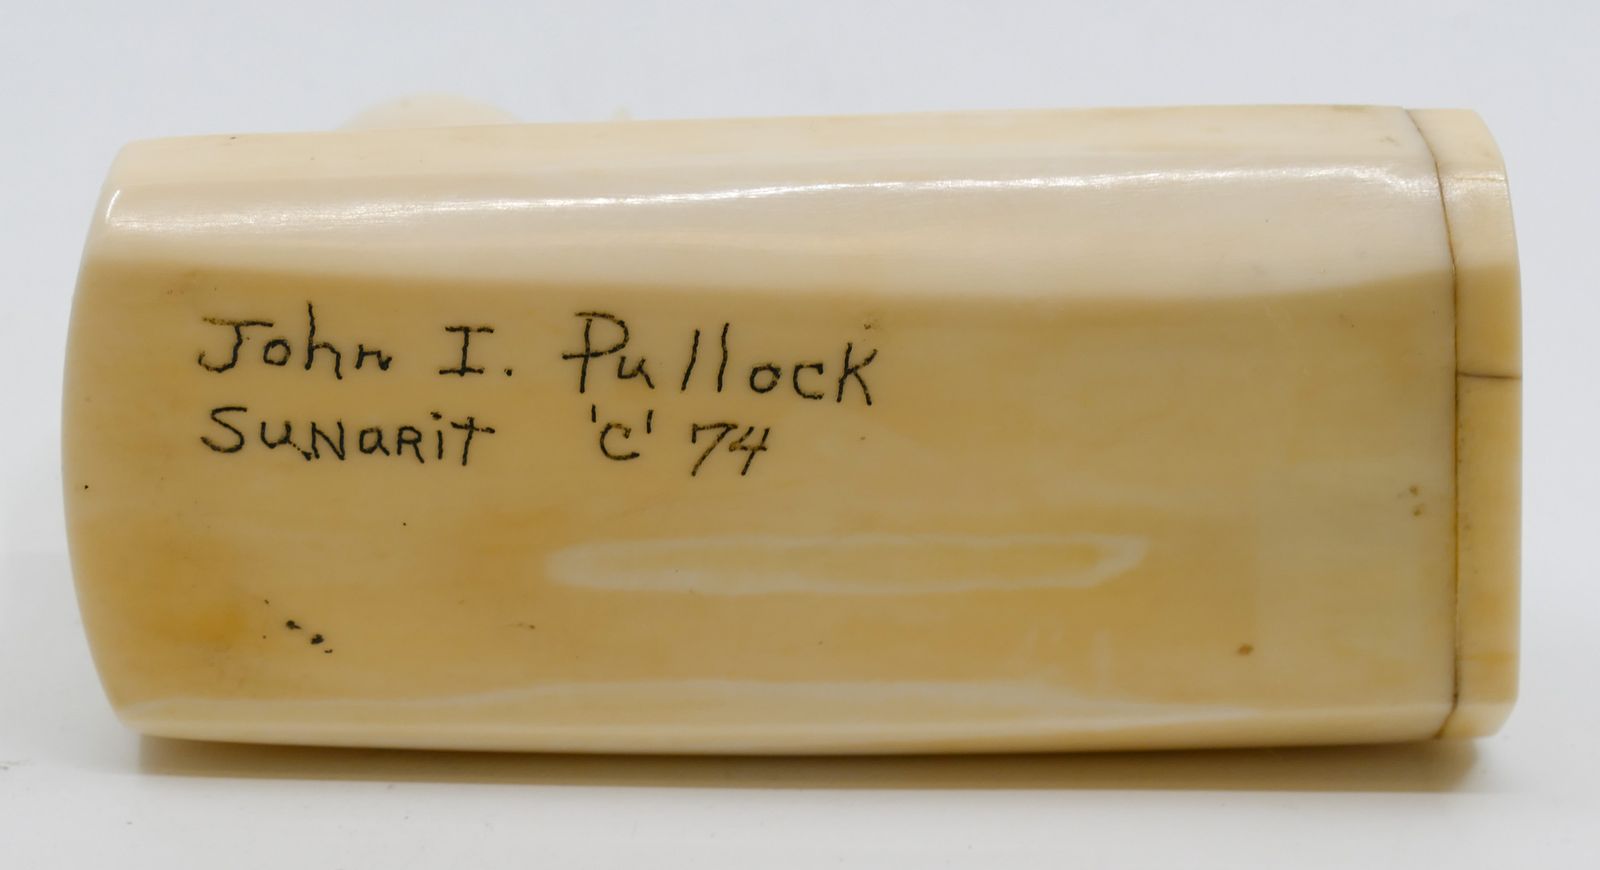 John I. Pullock
SUNARIT 'C' 74